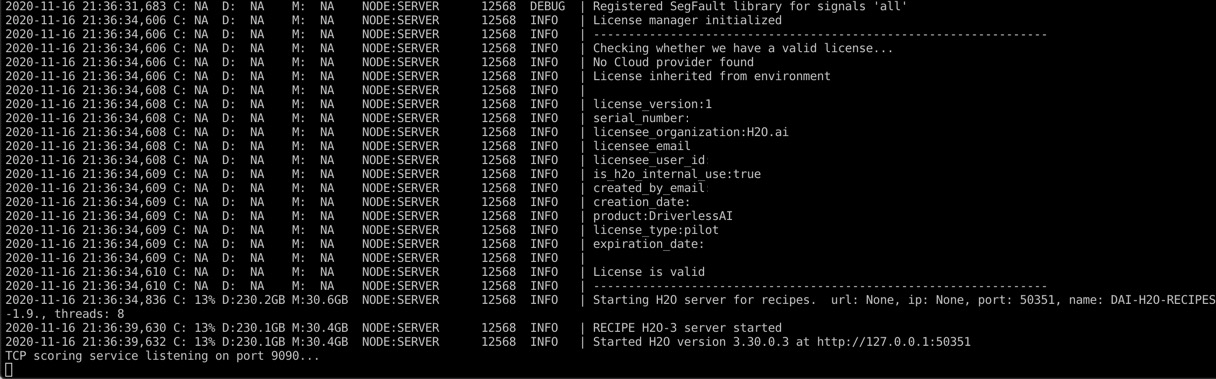 2020-11-16 21:36:31,683 C: NA  D:  NA    M:  NA    NODE:SERVER      12568  DEBUG  | Registered SegFault library for signals 'all'
2020-11-16 21:36:34,606 C: NA  D:  NA    M:  NA    NODE:SERVER      12568  INFO   | License manager initialized
2020-11-16 21:36:34,606 C: NA  D:  NA    M:  NA    NODE:SERVER      12568  INFO   | -----------------------------------------------------------------
2020-11-16 21:36:34,606 C: NA  D:  NA    M:  NA    NODE:SERVER      12568  INFO   | Checking whether we have a valid license...
2020-11-16 21:36:34,606 C: NA  D:  NA    M:  NA    NODE:SERVER      12568  INFO   | No Cloud provider found
2020-11-16 21:36:34,606 C: NA  D:  NA    M:  NA    NODE:SERVER      12568  INFO   | License inherited from environment
2020-11-16 21:36:34,608 C: NA  D:  NA    M:  NA    NODE:SERVER      12568  INFO   |
2020-11-16 21:36:34,608 C: NA  D:  NA    M:  NA    NODE:SERVER      12568  INFO   | license_version:1
2020-11-16 21:36:34,608 C: NA  D:  NA    M:  NA    NODE:SERVER      12568  INFO   | serial_number:
2020-11-16 21:36:34,608 C: NA  D:  NA    M:  NA    NODE:SERVER      12568  INFO   | licensee_organization:H2O.ai
2020-11-16 21:36:34,608 C: NA  D:  NA    M:  NA    NODE:SERVER      12568  INFO   | licensee_email
2020-11-16 21:36:34,608 C: NA  D:  NA    M:  NA    NODE:SERVER      12568  INFO   | licensee_user_id
2020-11-16 21:36:34,609 C: NA  D:  NA    M:  NA    NODE:SERVER      12568  INFO   | is_h2o_internal_use:true
2020-11-16 21:36:34,609 C: NA  D:  NA    M:  NA    NODE:SERVER      12568  INFO   | created_by_email
2020-11-16 21:36:34,609 C: NA  D:  NA    M:  NA    NODE:SERVER      12568  INFO   | creation_date:
2020-11-16 21:36:34,609 C: NA  D:  NA    M:  NA    NODE:SERVER      12568  INFO   | product:DriverlessAI
2020-11-16 21:36:34,609 C: NA  D:  NA    M:  NA    NODE:SERVER      12568  INFO   | license_type:pilot
2020-11-16 21:36:34,609 C: NA  D:  NA    M:  NA    NODE:SERVER      12568  INFO   | expiration_date:
2020-11-16 21:36:34,609 C: NA  D:  NA    M:  NA    NODE:SERVER      12568  INFO   |
2020-11-16 21:36:34,610 C: NA  D:  NA    M:  NA    NODE:SERVER      12568  INFO   | License is valid
2020-11-16 21:36:34,610 C: NA  D:  NA    M:  NA    NODE:SERVER      12568  INFO   | -----------------------------------------------------------------
2020-11-16 21:36:34,836 C: 13% D:230.2GB M:30.6GB  NODE:SERVER      12568  INFO   | Starting H2O server for recipes.  url: None, ip: None, port: 50351, name: DAI-H2O-RECIPES
-1.9., threads: 8
2020-11-16 21:36:39,630 C: 13% D:230.1GB M:30.4GB  NODE:SERVER      12568  INFO   | RECIPE H2O-3 server started
2020-11-16 21:36:39,632 C: 13% D:230.1GB M:30.4GB  NODE:SERVER      12568  INFO   | Started H2O version 3.30.0.3 at http://127.0.0.1:50351
TCP scoring service listening on port 9090...